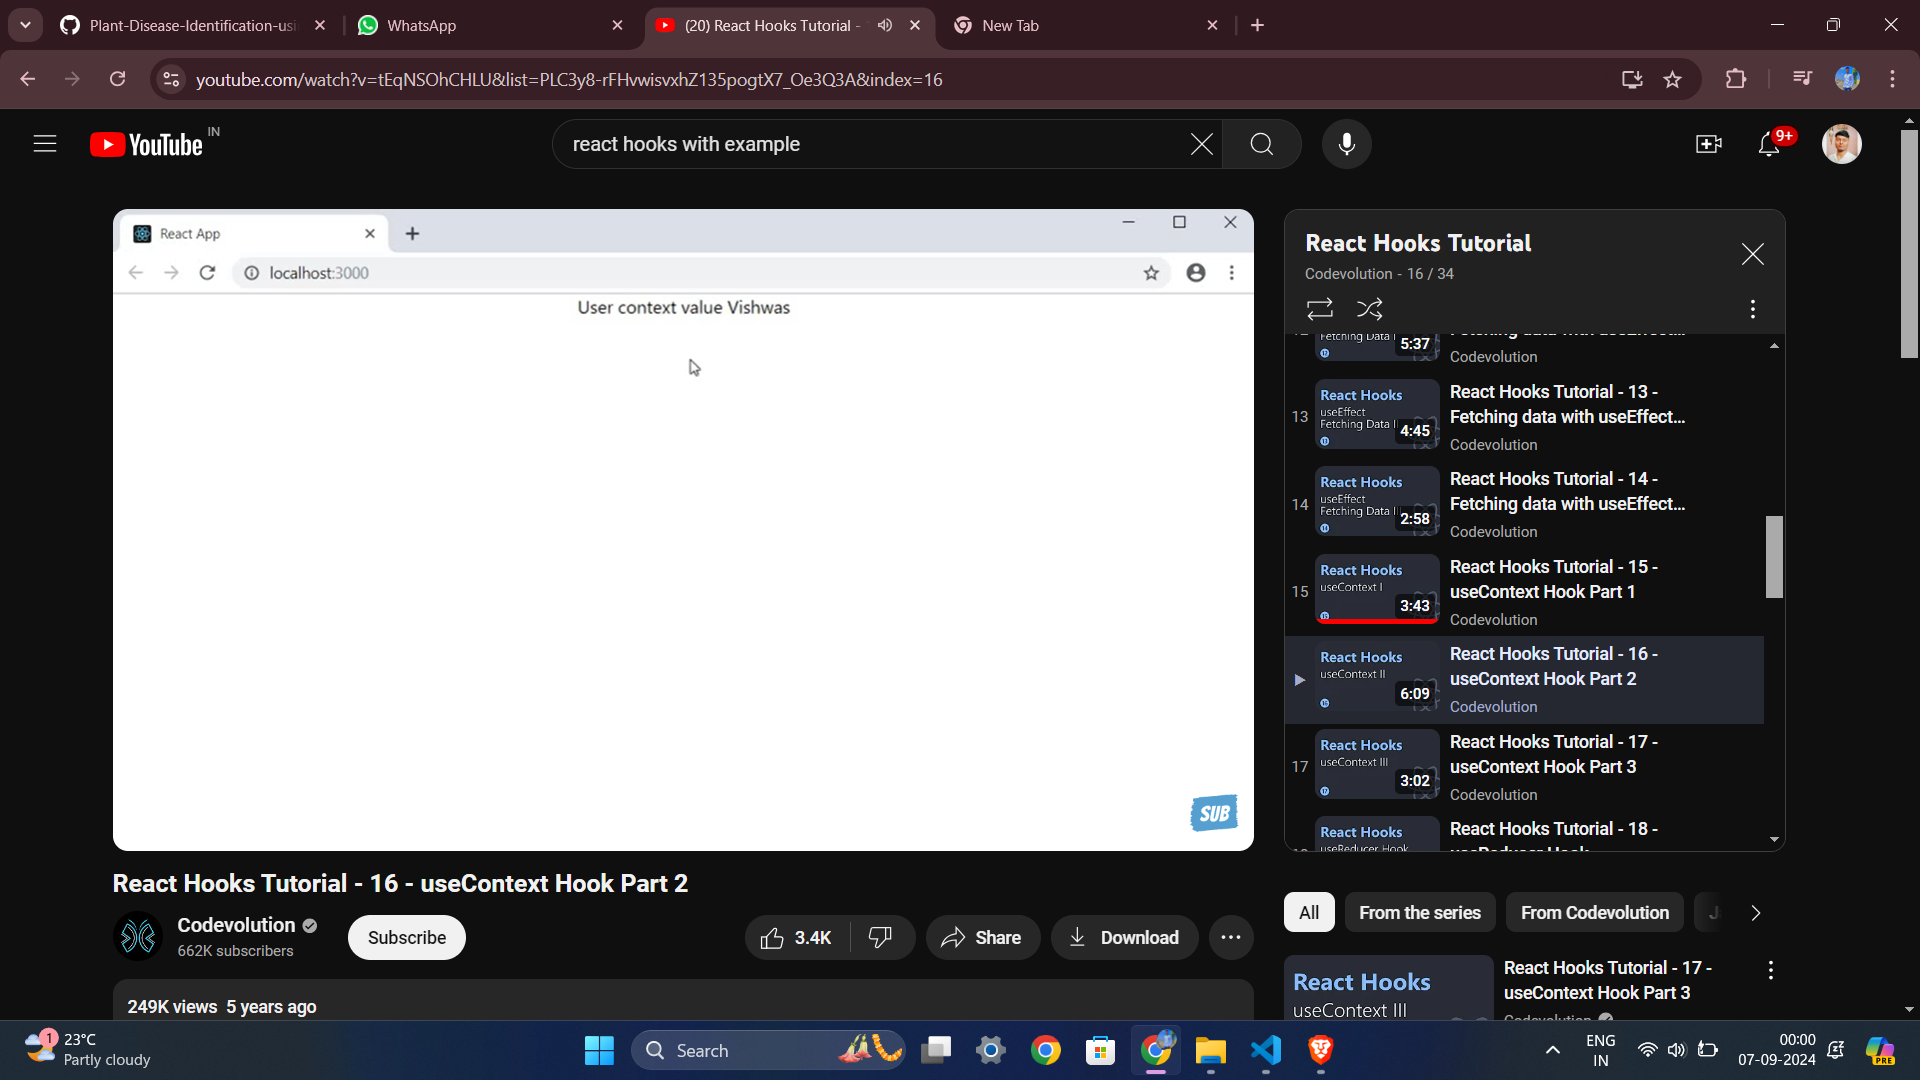 Plant-Disease-Identification-usi
WhatsApp
(20) React Hooks Tutorial -
New Tab
youtube.com/watch?v=tEqNSOhCHLU&list=PLC3y8-rFHvwisvxhZ135pogtX7_Oe3Q3A&index=16
YouTube IN
react hooks with example
9+
React App
localhost:3000
User context value Vishwas
SUB
React Hooks Tutorial
Codevolution - 16 / 34
Fetching Data I
5:37
Fetching data with useEffect...
Codevolution
13
React Hooks
useEffect
Fetching Data II
4:45
React Hooks Tutorial - 13 -
Fetching data with useEffect...
Codevolution
14
React Hooks
useEffect
Fetching Data III
2:58
React Hooks Tutorial - 14 -
Fetching data with useEffect...
Codevolution
15
React Hooks
useContext I
3:43
React Hooks Tutorial - 15 -
useContext Hook Part 1
Codevolution
React Hooks
useContext II
6:09
React Hooks Tutorial - 16 -
useContext Hook Part 2
Codevolution
17
React Hooks
useContext III
3:02
React Hooks Tutorial - 17 -
useContext Hook Part 3
Codevolution
React Hooks
useReducer Hook
React Hooks Tutorial - 18 -
useReducer Hook
React Hooks Tutorial - 16 - useContext Hook Part 2
Codevolution
662K subscribers
Subscribe
3.4K
Share
Download
249K views 5 years ago
All
From the series
From Codevolution
React Hooks
useContext III
React Hooks Tutorial - 17 -
useContext Hook Part 3
Codevolution
1
23°C
Partly cloudy
Search
ENG
IN
00:00
07-09-2024
PRE